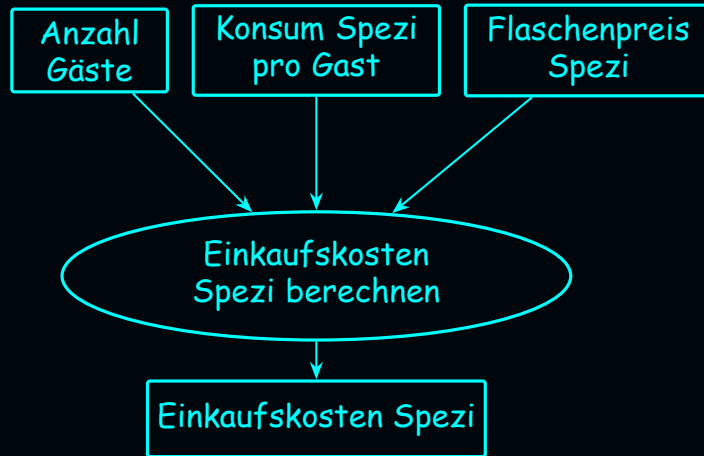 Anzahl
Gäste
Konsum Spezi
pro Gast
Flaschenpreis
Spezi
Einkaufskosten
Spezi berechnen
Einkaufskosten Spezi